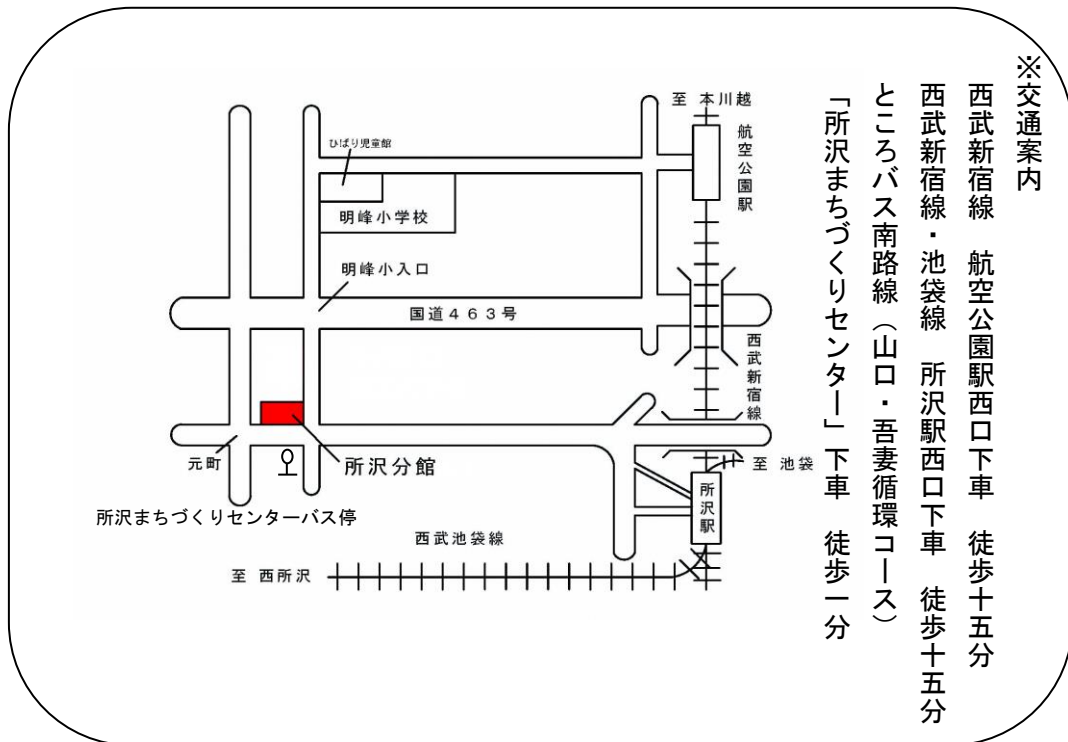 ※交通案内
西武新宿線　航空公園駅西口下車　徒歩十五分
西武新宿線・池袋線　所沢駅西口下車　徒歩十五分
ところバス南路線（山口・吾妻循環コース）
「所沢まちづくりセンター」下車　徒歩一分
至 本川越
航空公園駅
ひばり児童館
明峰小学校
明峰小入口
国道４６３号
西武新宿線
元町
所沢分館
至 池袋
所沢駅
所沢まちづくりセンターバス停
西武池袋線
至 西所沢